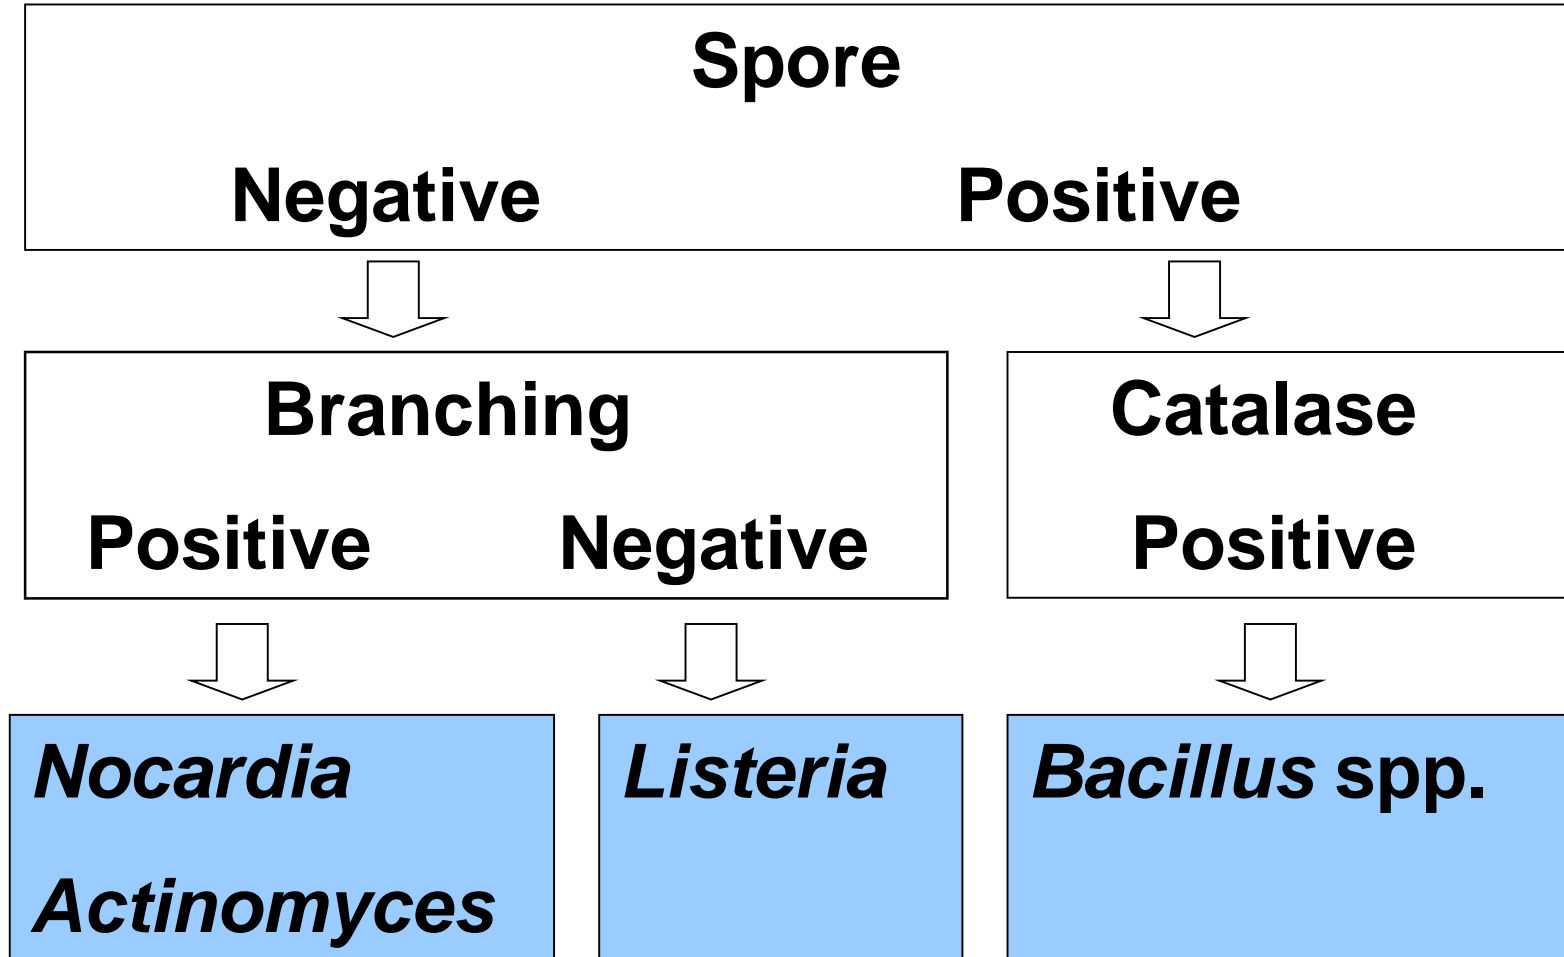 Spore
Negative Positive
Branching
Positive Negative
Catalase
Positive
Nocardia
Actinomyces
Listeria
Bacillus spp.